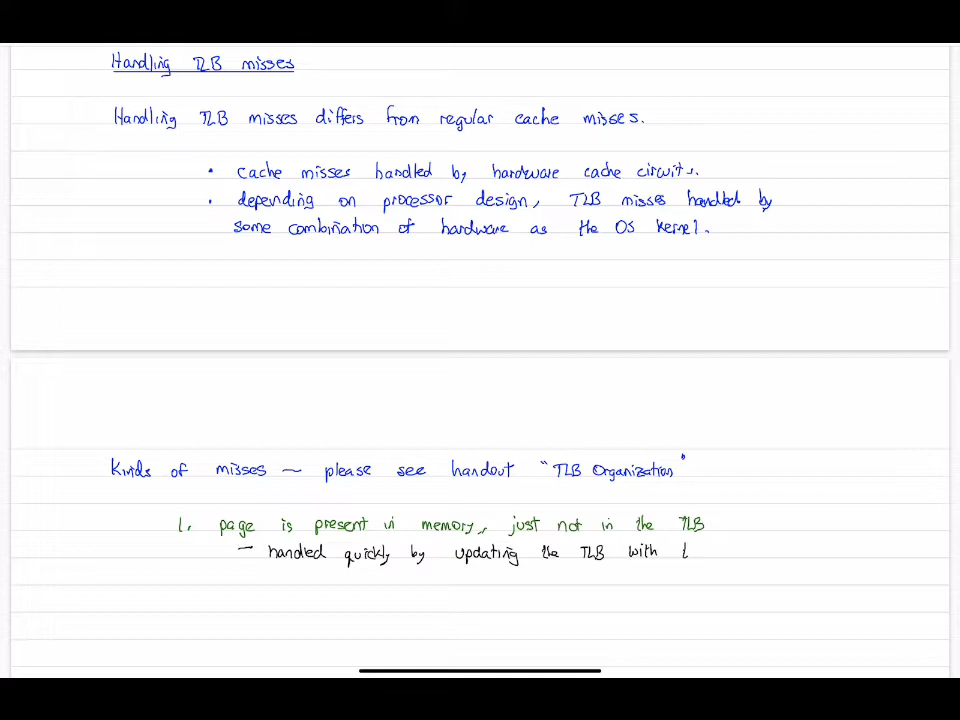 Handling TLB misses
Handling TLB misses differs from regular cache misses.
• cache misses handled by hardware cache circuits.
• depending on processor design, TLB misses handled by
some combination of hardware as the OS kernel.
Kinds of misses — please see handout "TLB Organization"
1. page is present in memory, just not in the TLB
— handled quickly by updating the TLB with t